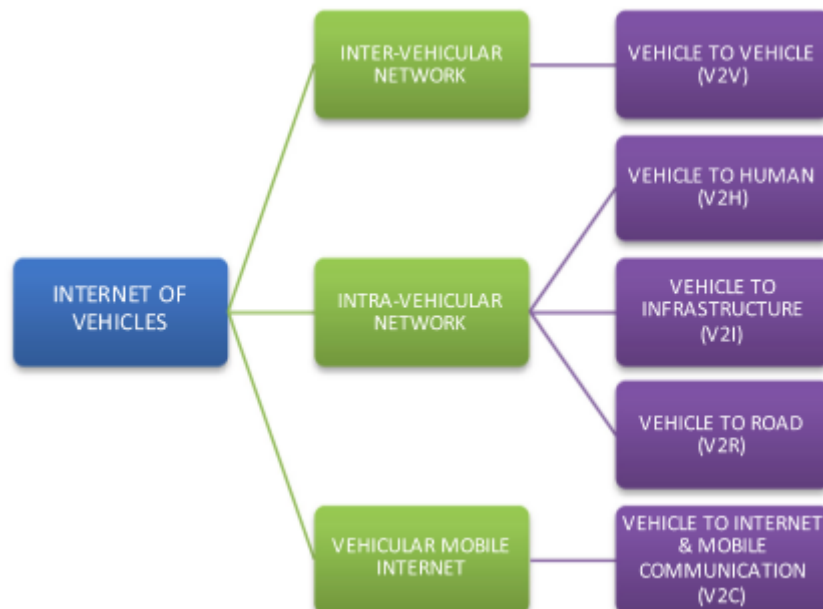 INTER-VEHICULAR
NETWORK
VEHICLE TO VEHICLE
(V2V)
VEHICLE TO HUMAN
(V2H)
INTERNET OF
VEHICLES
INTRA-VEHICULAR
NETWORK
VEHICLE TO
INFRASTRUCTURE
(V2I)
VEHICLE TO ROAD
(V2R)
VEHICULAR MOBILE
INTERNET
VEHICLE TO INTERNET
& MOBILE
COMMUNICATION
(V2C)